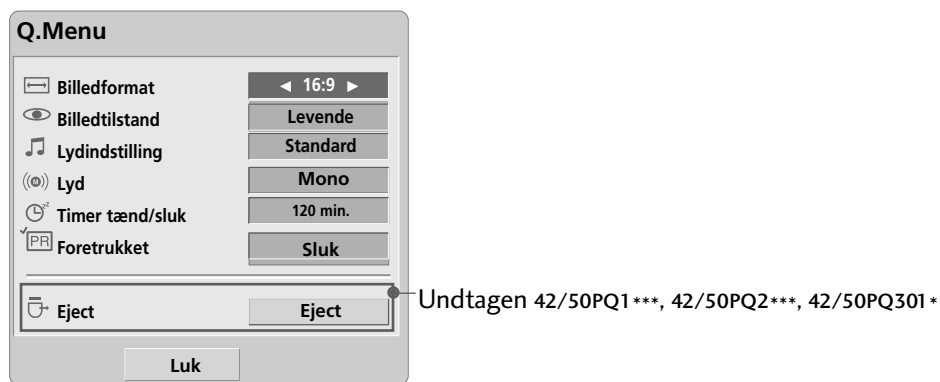 Q.Menu
Billedformat ◄ 16:9 ►
Billedtilstand Levende
Lydindstilling Standard
Lyd Mono
Timer tænd/sluk 120 min.
PR Foretrukket Sluk
Eject Eject
Undtagen 42/50PQ1***, 42/50PQ2***, 42/50PQ301*
Luk